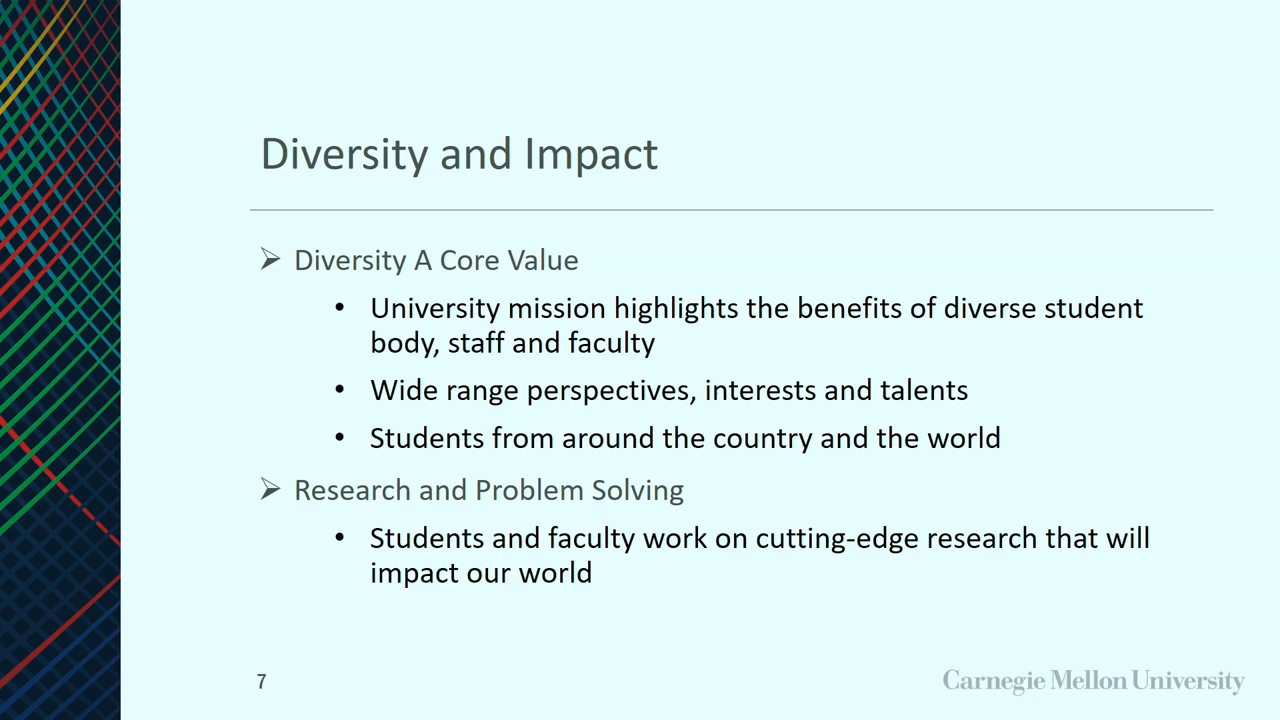 Diversity and Impact
➢ Diversity A Core Value
• University mission highlights the benefits of diverse student
body, staff and faculty
• Wide range perspectives, interests and talents
• Students from around the country and the world
➢ Research and Problem Solving
• Students and faculty work on cutting-edge research that will
impact our world
7
Carnegie Mellon University